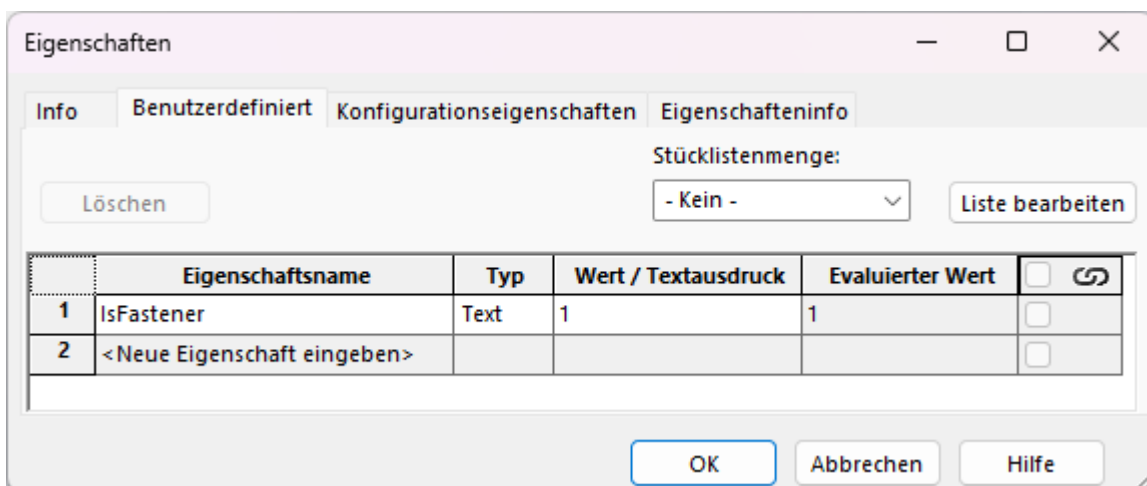 Eigenschaften
Info Benutzerdefiniert Konfigurationseigenschaften Eigenschafteninfo
Stücklistenmenge:
Löschen - Kein - Liste bearbeiten
Eigenschaftsname Typ Wert / Textausdruck Evaluierter Wert
1 IsFastener Text 1 1
2 <Neue Eigenschaft eingeben>
OK Abbrechen Hilfe